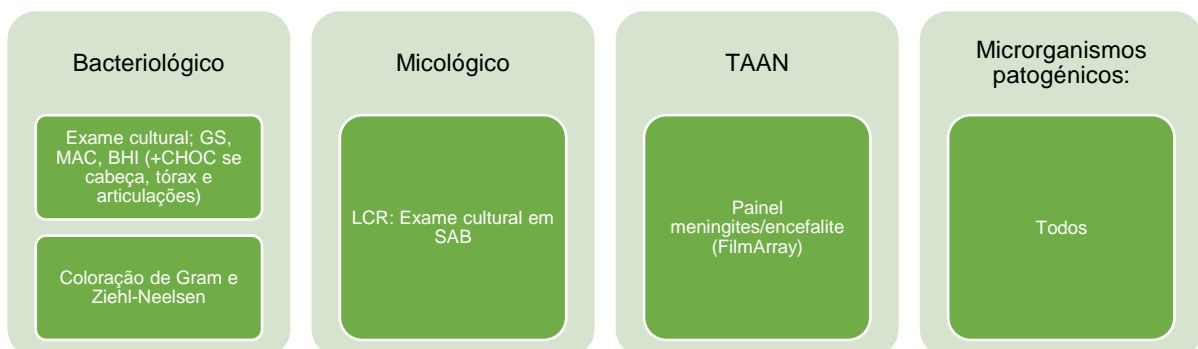 Bacteriológico
Exame cultural; GS,
MAC, BHI (+CHOC se
cabeça, tórax e
articulações)
Coloração de Gram e
Ziehl-Neelsen
Micológico
LCR: Exame cultural em
SAB
TAAN
Painel
meningites/encefalite
(FilmArray)
Microrganismos
patogénicos:
Todos